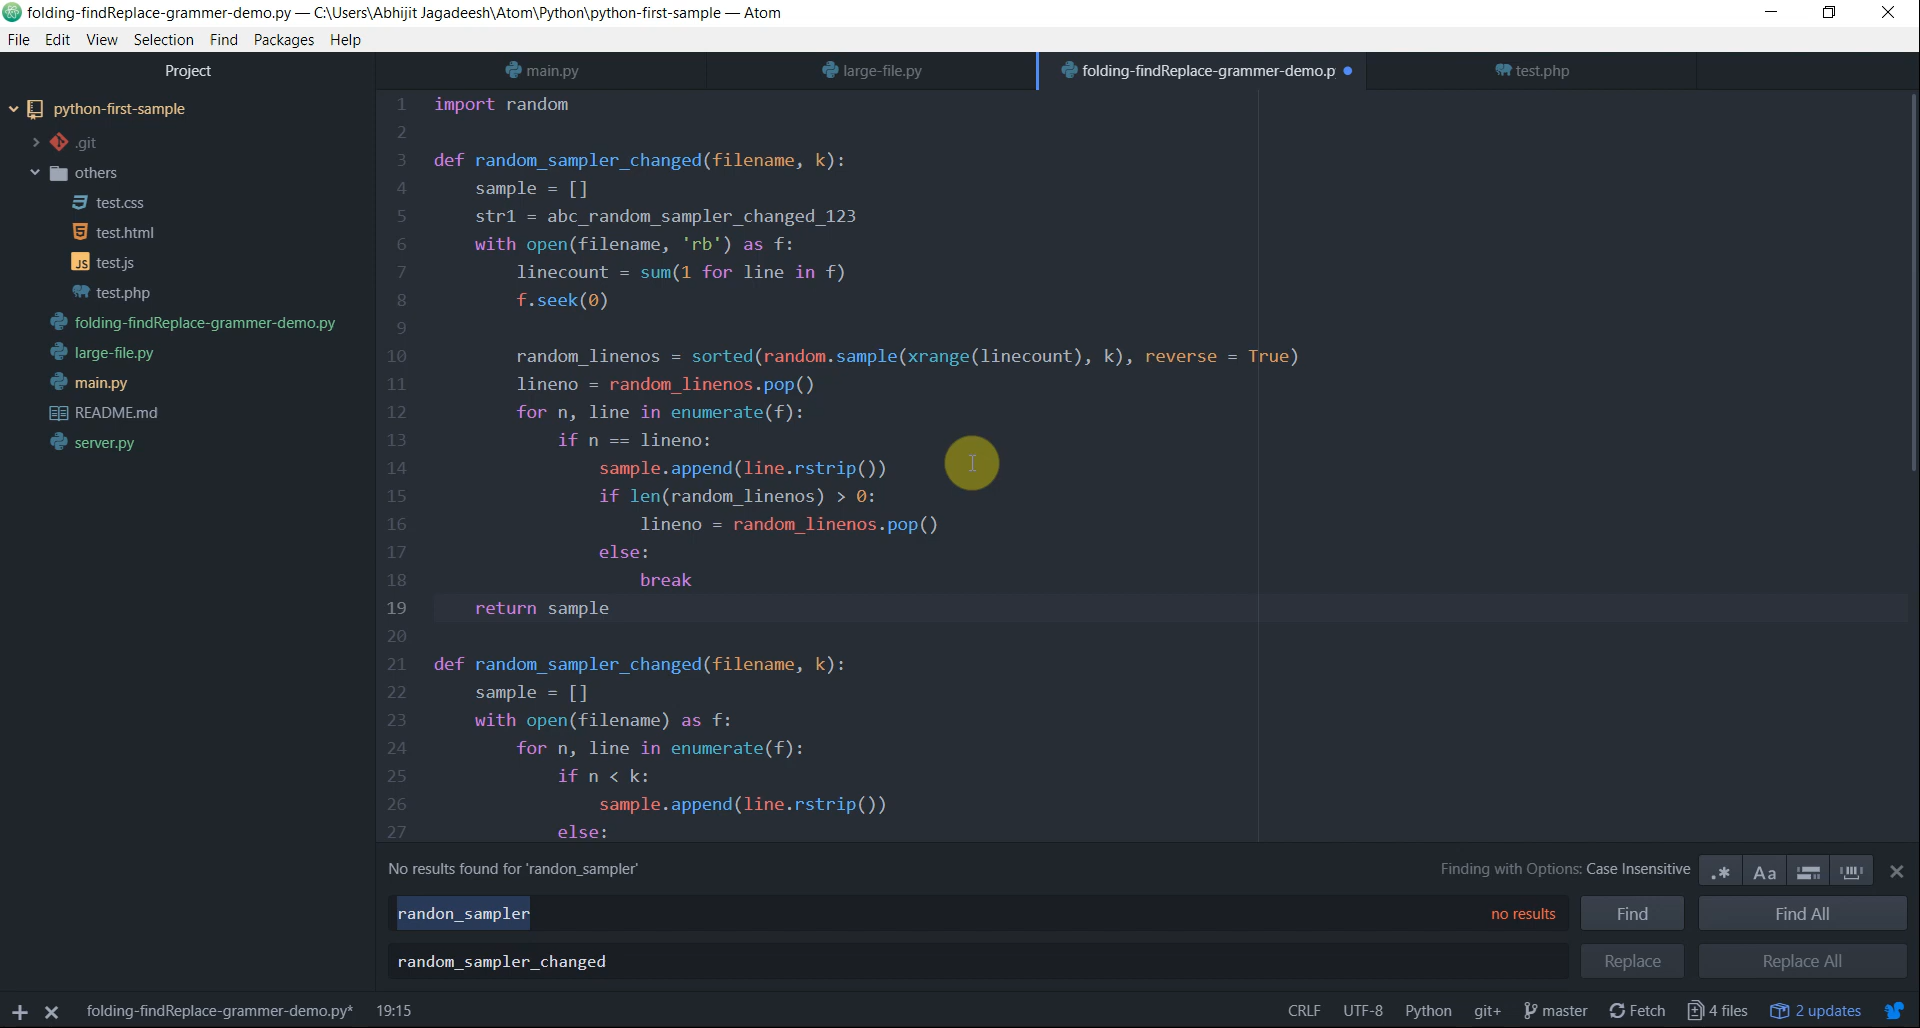 folding-findReplace-grammer-demo.py — C:\Users\Abhijit Jagadeesh\Atom\Python\python-first-sample — Atom
File Edit View Selection Find Packages Help
Project
main.py
large-file.py
folding-findReplace-grammer-demo.p
test.php
python-first-sample
.git
others
test.css
test.html
test.js
test.php
folding-findReplace-grammer-demo.py
large-file.py
main.py
README.md
server.py
1 import random
2
3 def random_sampler_changed(filename, k):
4     sample = []
5     str1 = abc_random_sampler_changed_123
6     with open(filename, 'rb') as f:
7         linecount = sum(1 for line in f)
8         f.seek(0)
9
10         random_linenos = sorted(random.sample(xrange(linecount), k), reverse = True)
11         lineno = random_linenos.pop()
12         for n, line in enumerate(f):
13             if n == lineno:
14                 sample.append(line.rstrip())
15                 if len(random_linenos) > 0:
16                     lineno = random_linenos.pop()
17                 else:
18                     break
19     return sample
20
21 def random_sampler_changed(filename, k):
22     sample = []
23     with open(filename) as f:
24         for n, line in enumerate(f):
25             if n < k:
26                 sample.append(line.rstrip())
27             else:
No results found for 'randon_sampler'
Finding with Options: Case Insensitive
.* Aa
randon_sampler
no results
Find
Find All
random_sampler_changed
Replace
Replace All
folding-findReplace-grammer-demo.py* 19:15
CRLF UTF-8 Python git+ master Fetch 4 files 2 updates